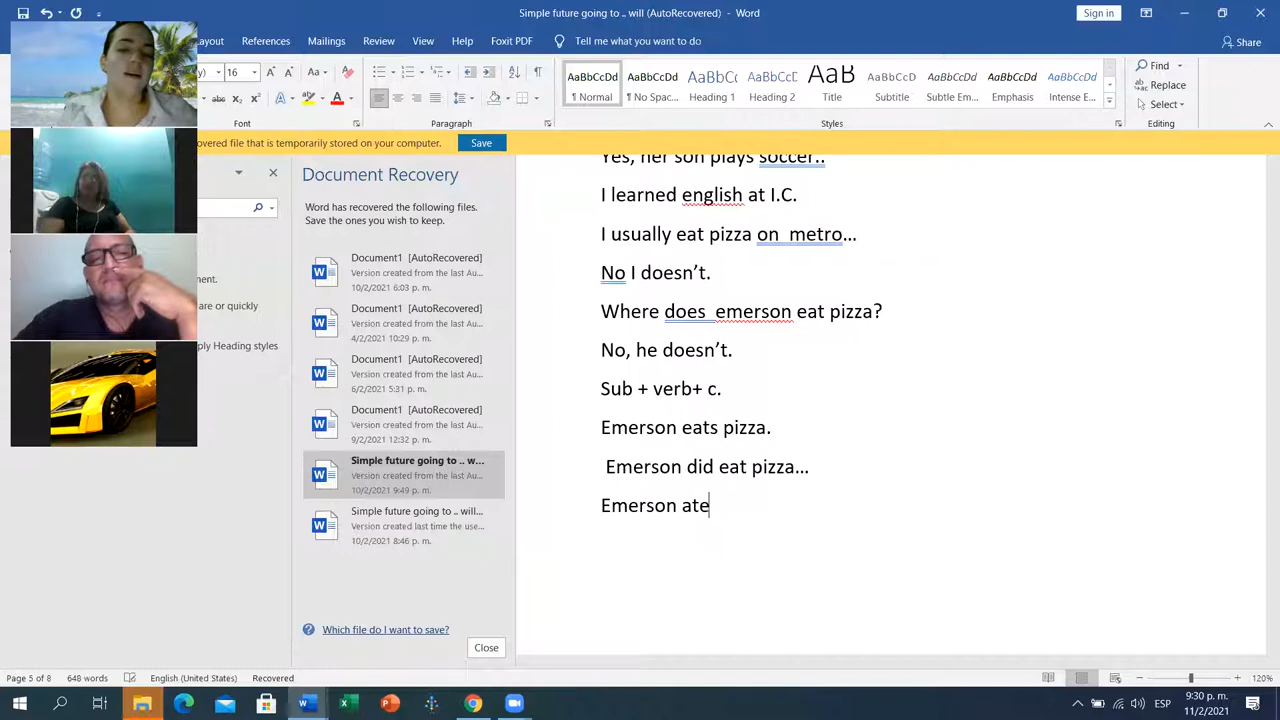 Simple future going to .. will (AutoRecovered) - Word
Sign in
References Mailings Review View Help Foxit PDF Tell me what you want to do
Share
16
Font
Paragraph
Styles
Editing
AaBbCcDd AaBbCcDd AaBbCc AaBbCcD AaB AaBbCcD AaBbCcDd AaBbCcDd AaBbCcDd
¶ Normal ¶ No Spac... Heading 1 Heading 2 Title Subtitle Subtle Em... Emphasis Intense E...
Find
Replace
Select
file that is temporarily stored on your computer.
Save
Document Recovery
Word has recovered the following files.
Save the ones you wish to keep.
Document1 [AutoRecovered]
Version created from the last Au...
10/2/2021 6:03 p. m.
Document1 [AutoRecovered]
Version created from the last Au...
4/2/2021 10:29 p. m.
Document1 [AutoRecovered]
Version created from the last Au...
6/2/2021 5:31 p. m.
Document1 [AutoRecovered]
Version created from the last Au...
9/2/2021 12:32 p. m.
Simple future going to .. w...
Version created from the last Au...
10/2/2021 9:49 p. m.
Simple future going to .. will...
Version created last time the use...
10/2/2021 8:46 p. m.
Which file do I want to save?
Close
are or quickly
Heading styles
Yes, her son plays soccer..
I learned english at I.C.
I usually eat pizza on  metro...
No I doesn’t.
Where does  emerson eat pizza?
No, he doesn’t.
Sub + verb+ c.
Emerson eats pizza.
Emerson did eat pizza...
Emerson ate
Page 5 of 8 648 words English (United States) Recovered
120%
ESP
9:30 p. m.
11/2/2021